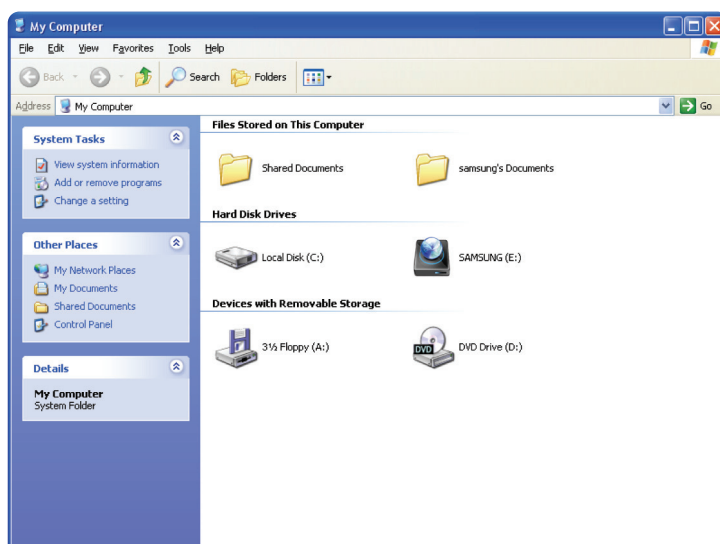 My Computer
File Edit View Favorites Tools Help
Back Search Folders
Address My Computer Go
System Tasks
View system information
Add or remove programs
Change a setting
Other Places
My Network Places
My Documents
Shared Documents
Control Panel
Details
My Computer
System Folder
Files Stored on This Computer
Shared Documents samsung's Documents
Hard Disk Drives
Local Disk (C:) SAMSUNG (E:)
Devices with Removable Storage
3½ Floppy (A:) DVD Drive (D:)
DVD